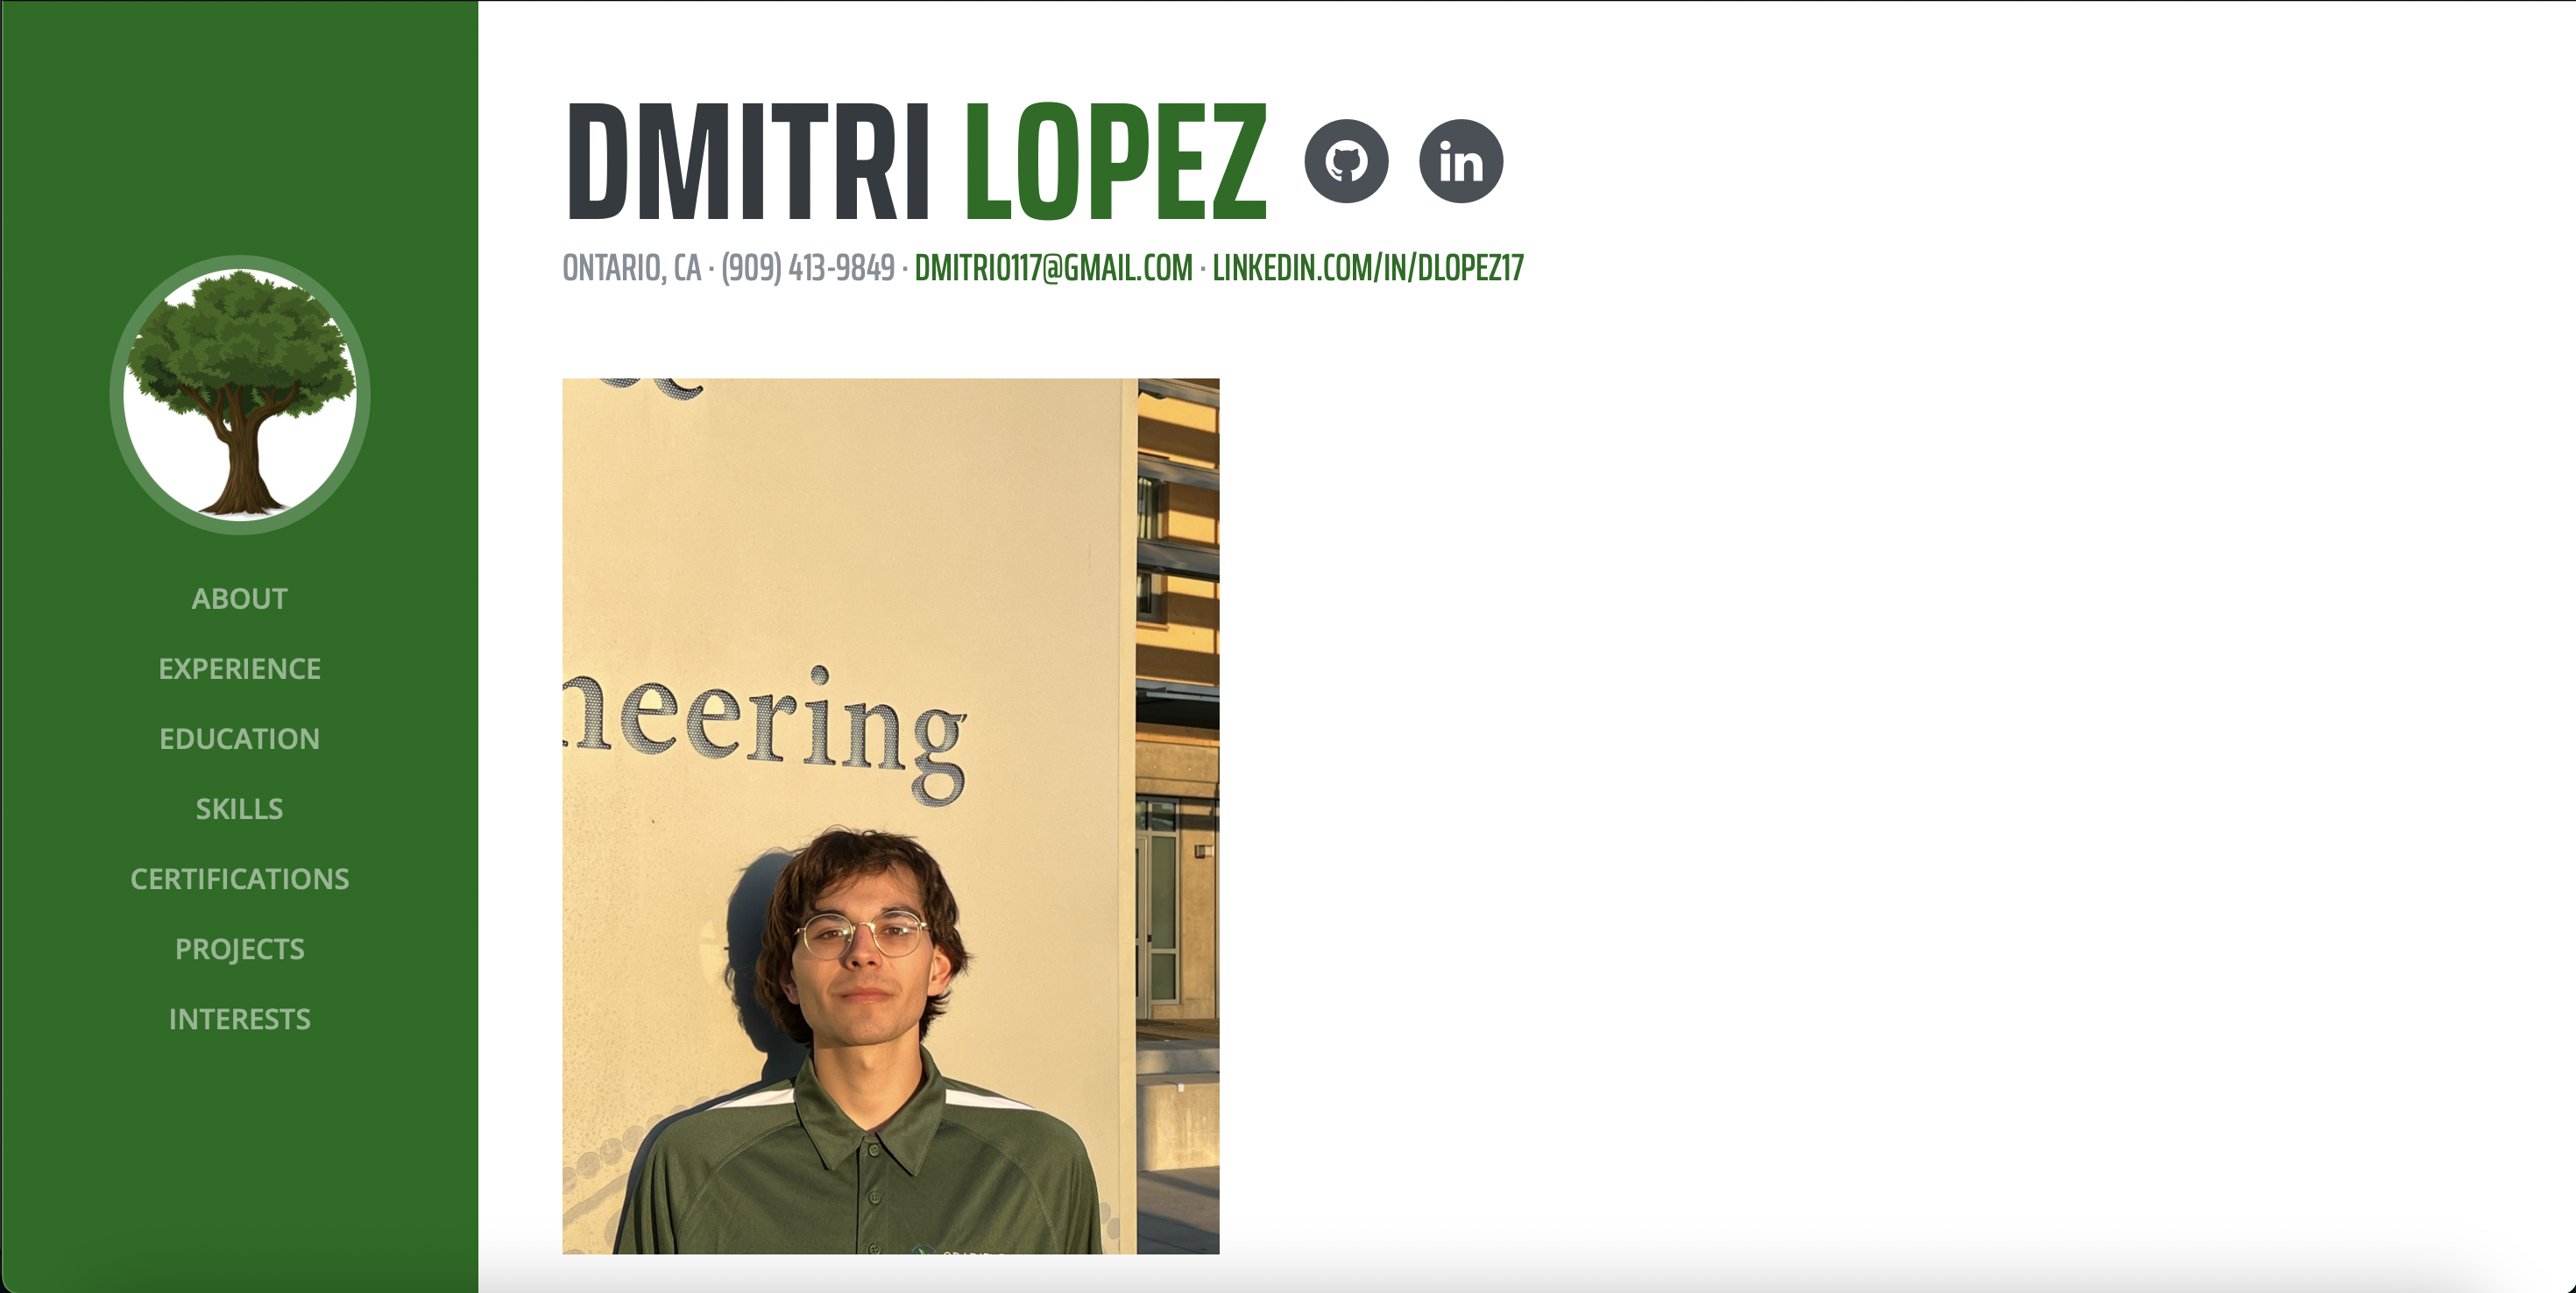 DMITRI LOPEZ
in
ONTARIO, CA · (909) 413-9849 · DMITRI0117@GMAIL.COM · LINKEDIN.COM/IN/DLOPEZ17
ABOUT
EXPERIENCE
EDUCATION
SKILLS
CERTIFICATIONS
PROJECTS
INTERESTS
neering